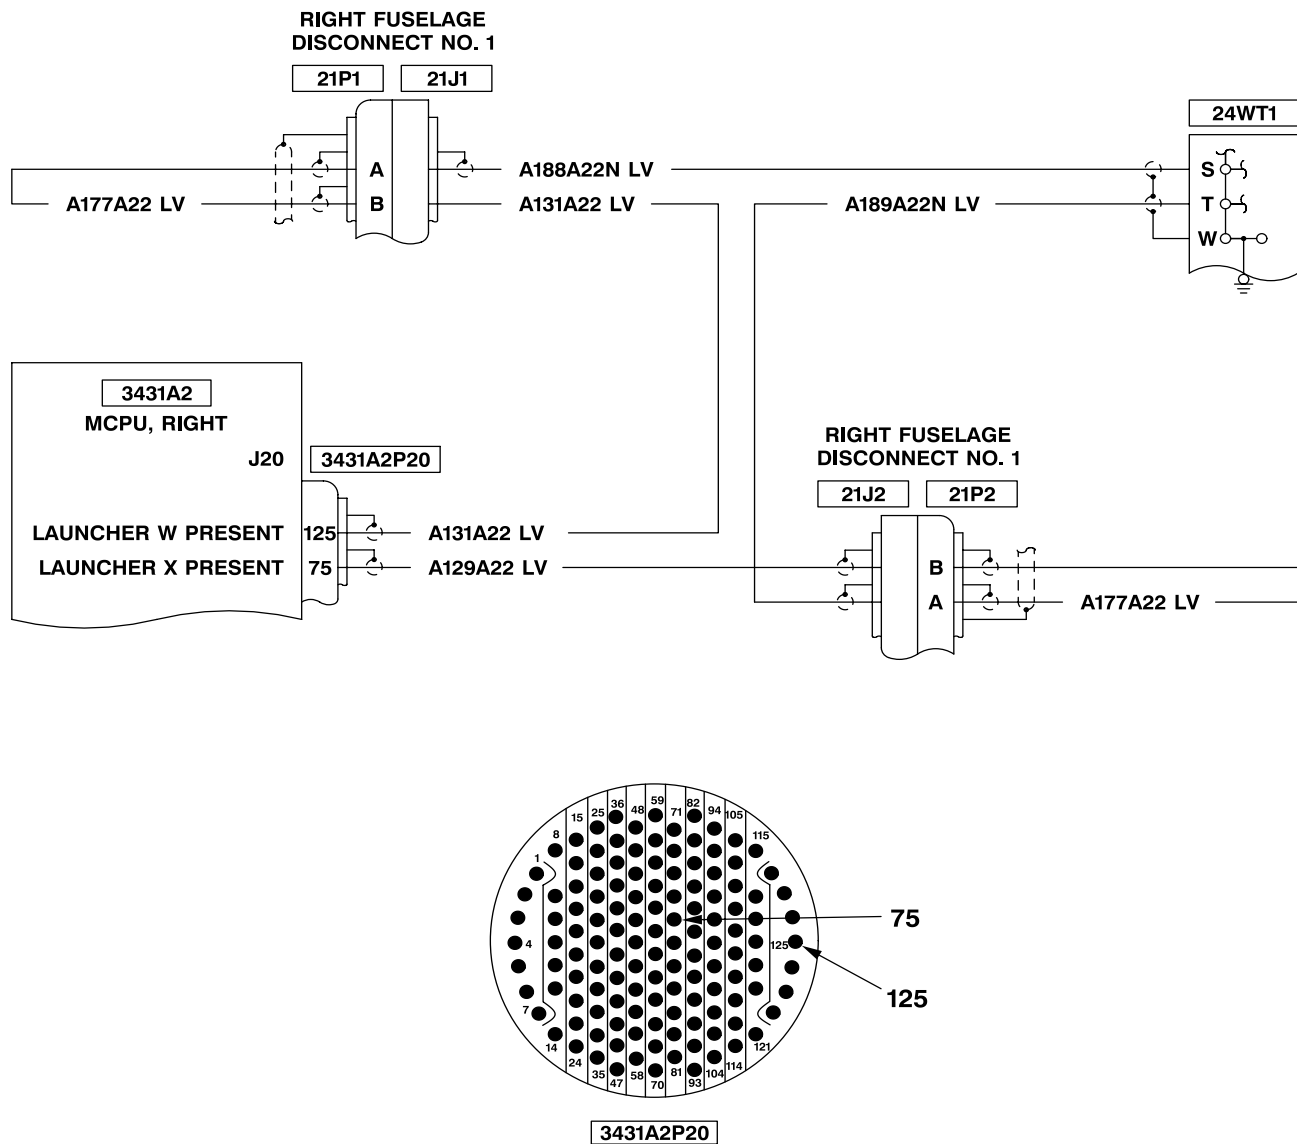 RIGHT FUSELAGE
DISCONNECT NO. 1
21P1 21J1
24WT1
A A188A22N LV S
A177A22 LV B A131A22 LV A189A22N LV T
W
3431A2
MCPU, RIGHT
J20 3431A2P20
RIGHT FUSELAGE
DISCONNECT NO. 1
21J2 21P2
LAUNCHER W PRESENT 125 A131A22 LV
LAUNCHER X PRESENT 75 A129A22 LV B
A A177A22 LV
59
36 82
25 48 71 94
15 105
8 115
1
75
4 125
125
7
14 121
24 114
35 58 81 104
47 70 93
3431A2P20